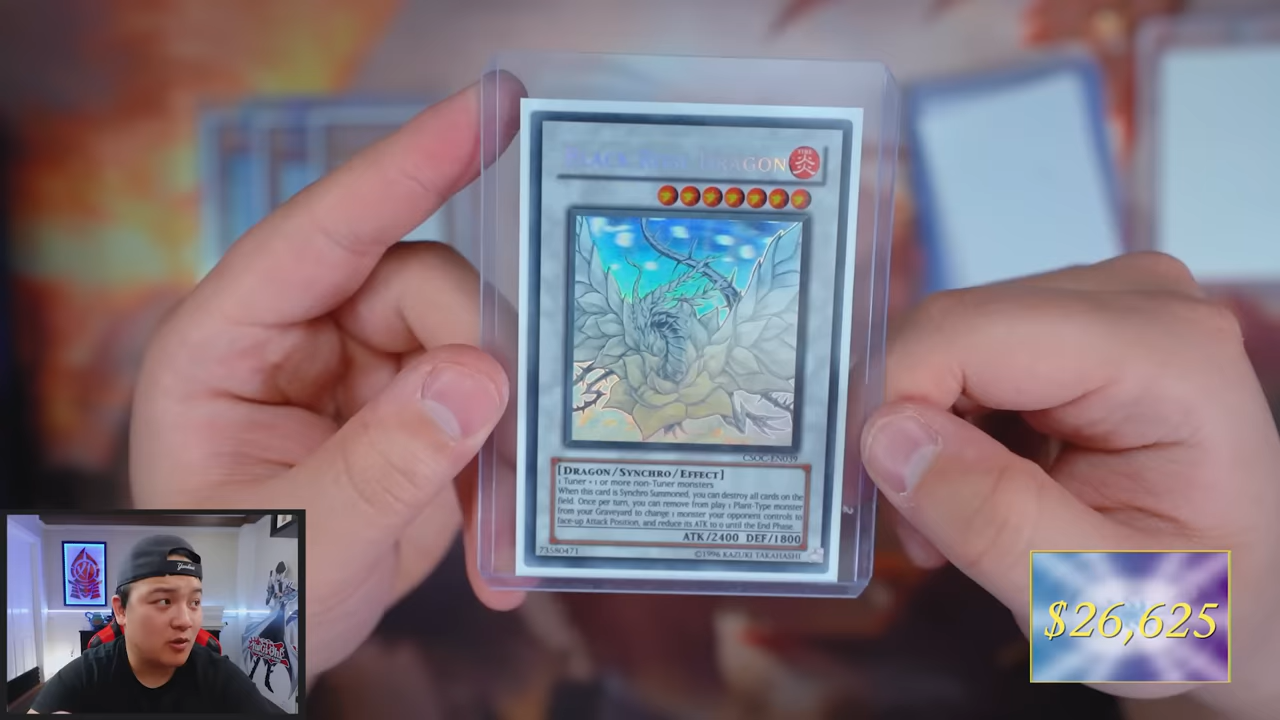 BLACK ROSE DRAGON
炎
CSOC-EN039
[DRAGON/SYNCHRO/EFFECT]
1 Tuner + 1 or more non-Tuner monsters
When this card is Synchro Summoned, you can destroy all cards on the
field. Once per turn, you can remove from play 1 Plant-Type monster
from your Graveyard to change 1 monster your opponent controls to
face-up Attack Position, and reduce its ATK to 0 until the End Phase.
ATK/2400 DEF/1800
73580471
©1996 KAZUKI TAKAHASHI
$26,625
Yu-Gi-Oh!